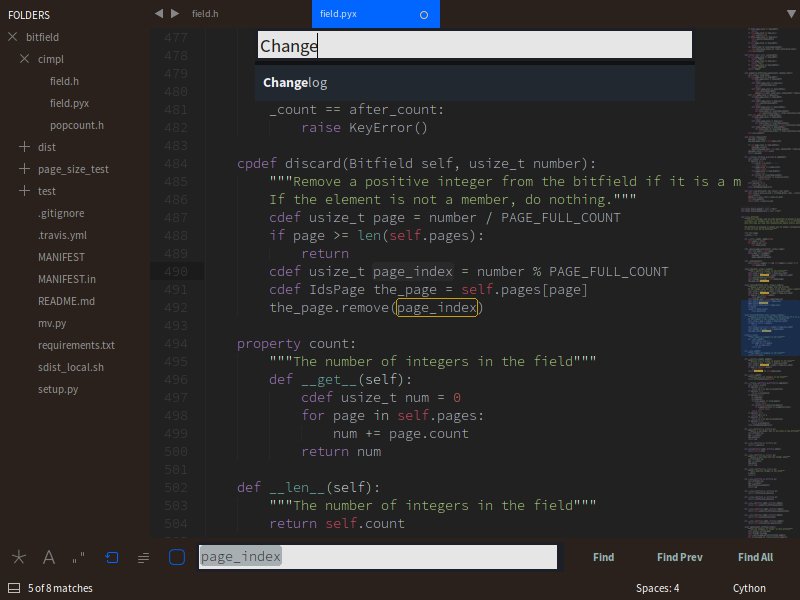 FOLDERS
bitfield
cimpl
field.h
field.pyx
popcount.h
dist
page_size_test
test
.gitignore
.travis.yml
MANIFEST
MANIFEST.in
README.md
mv.py
requirements.txt
sdist_local.sh
setup.py
field.h
field.pyx
Change
Changelog
477
478
479
480
481 _count == after_count:
482 raise KeyError()
483
484 cpdef discard(Bitfield self, usize_t number):
485 """Remove a positive integer from the bitfield if it is a m
486 If the element is not a member, do nothing."""
487 cdef usize_t page = number / PAGE_FULL_COUNT
488 if page >= len(self.pages):
489 return
490 cdef usize_t page_index = number % PAGE_FULL_COUNT
491 cdef IdsPage the_page = self.pages[page]
492 the_page.remove(page_index)
493
494 property count:
495 """The number of integers in the field"""
496 def __get__(self):
497 cdef usize_t num = 0
498 for page in self.pages:
499 num += page.count
500 return num
501
502 def __len__(self):
503 """The number of integers in the field"""
504 return self.count
page_index
Find
Find Prev
Find All
5 of 8 matches
Spaces: 4
Cython